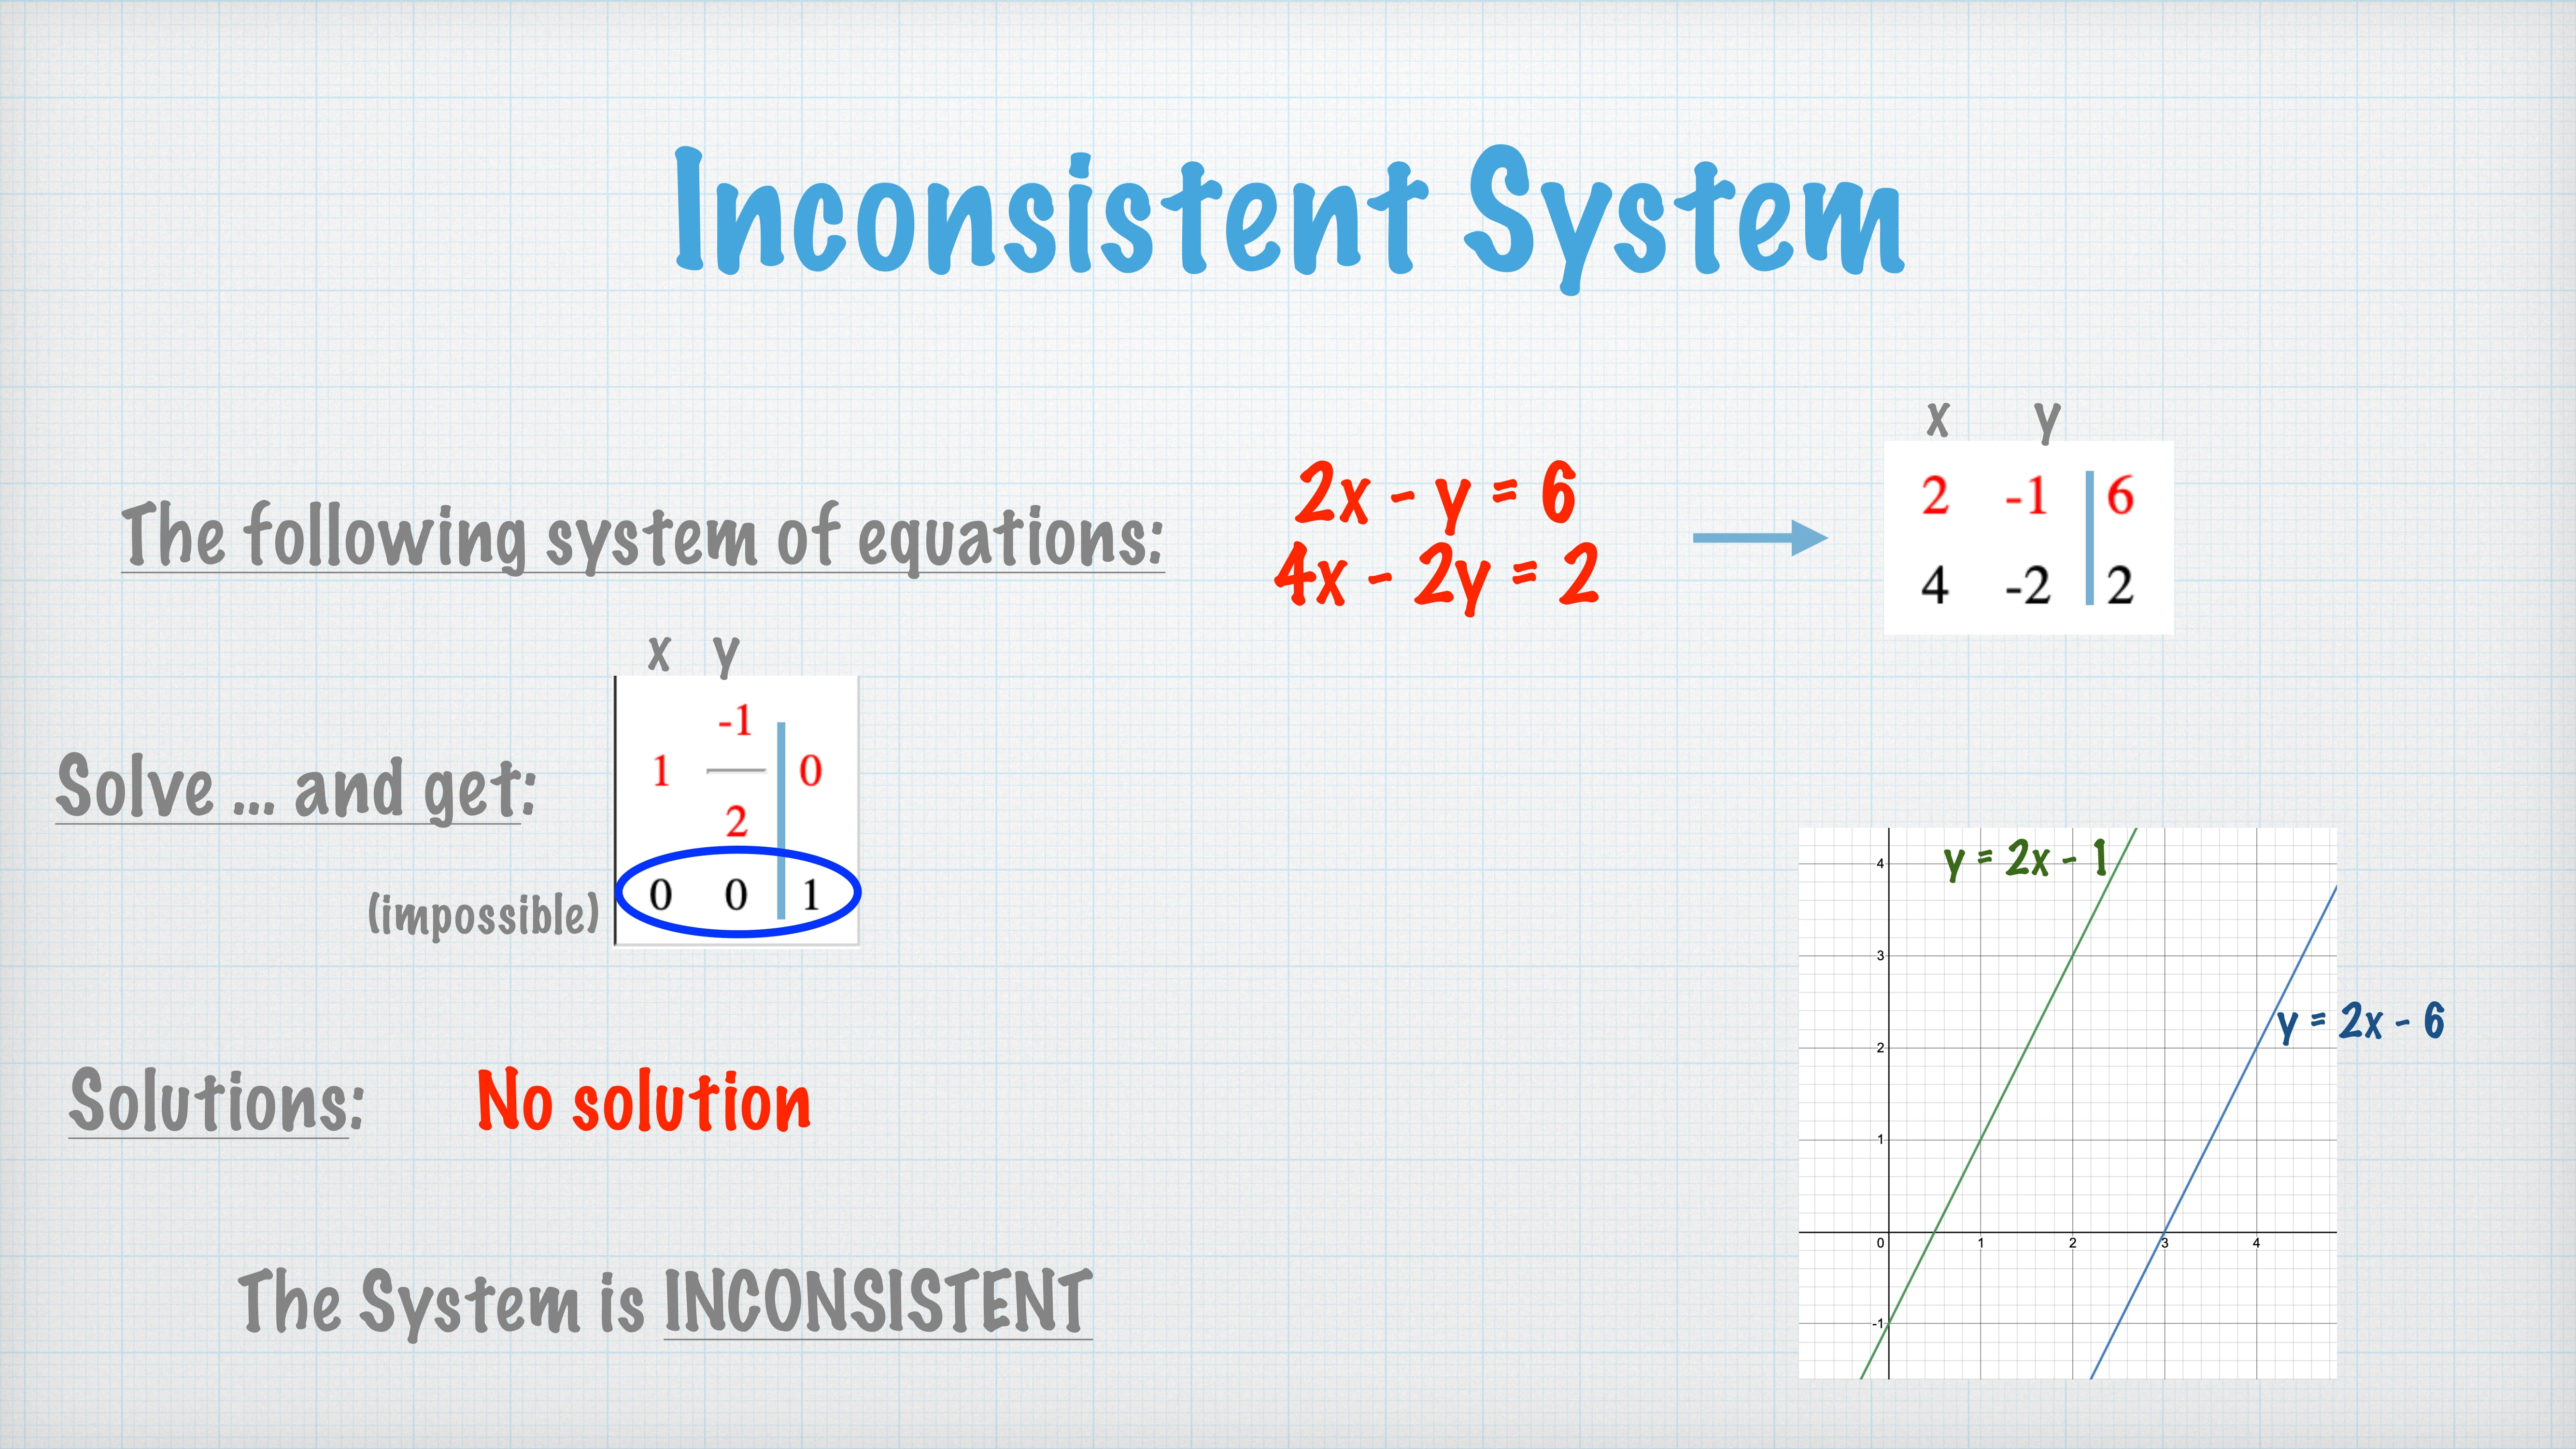 Inconsistent System
The following system of equations:
2x - y = 6
4x - 2y = 2
x y
2 -1 6
4 -2 2
Solve ... and get:
x y
-1
1 0
2
(impossible)
0 0 1
Solutions:
No solution
The System is INCONSISTENT
y = 2x - 1
y = 2x - 6
4
3
2
1
0 1 2 3 4
-1